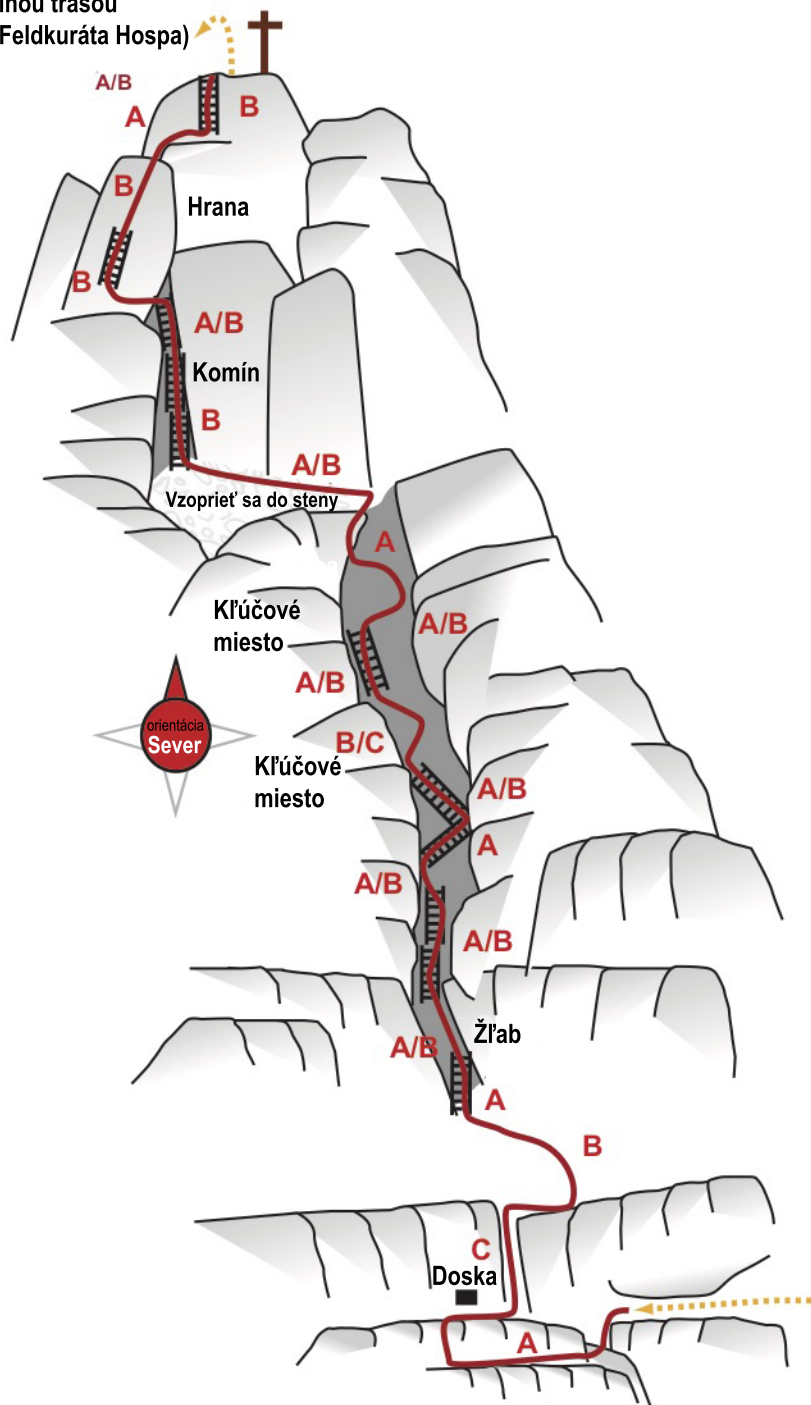 Inou trasou
Feldkuráta Hospa)
A/B
B
A
B
Hrana
B
A/B
Komín
B
A/B
Vzoprieť sa do steny
A
Kľúčové
miesto
A/B
A/B
orientácia
Sever
B/C
Kľúčové
miesto
A/B
A
A/B
A/B
Žľab
A/B
A
B
C
Doska
A